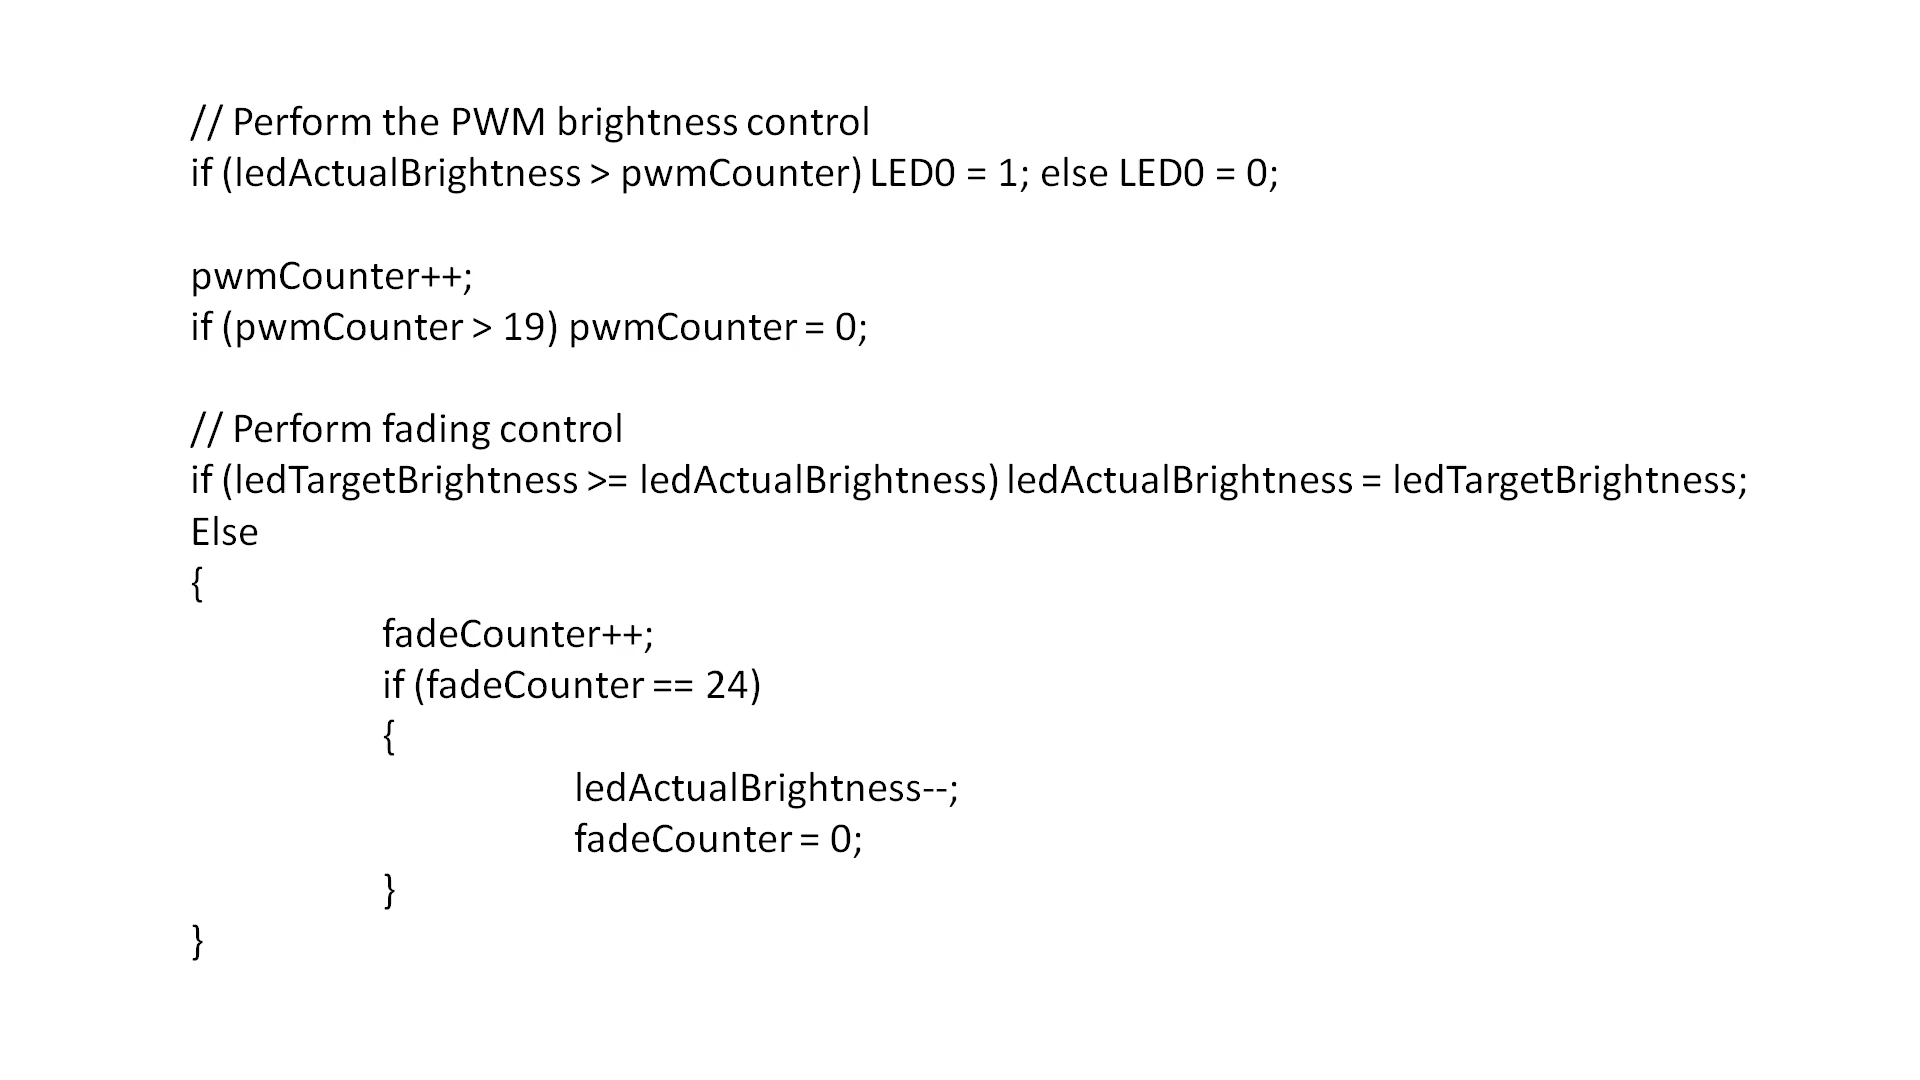 // Perform the PWM brightness control
if (ledActualBrightness > pwmCounter) LED0 = 1; else LED0 = 0;
pwmCounter++;
if (pwmCounter > 19) pwmCounter = 0;
// Perform fading control
if (ledTargetBrightness >= ledActualBrightness) ledActualBrightness = ledTargetBrightness;
Else
{
fadeCounter++;
if (fadeCounter == 24)
{
ledActualBrightness--;
fadeCounter = 0;
}
}